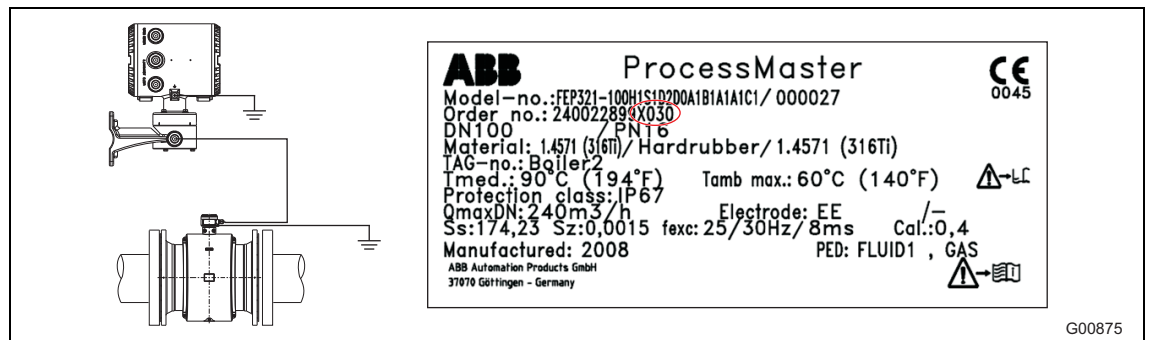 ABB ProcessMaster
CE
0045
Model-no.:FEP321-100H1S1D2D0A1B1A1A1C1/ 000027
Order no.: 240022899X030
DN100 /PN16
Material: 1.4571 (316Ti)/ Hardrubber/ 1.4571 (316Ti)
TAG-no.: Boiler2
Tmed.: 90°C (194°F) Tamb max.: 60°C (140°F)
Protection class: IP67
QmaxDN: 240m3/h Electrode: EE /-
Ss:174,23 Sz:0,0015 fexc: 25/30Hz/ 8ms Cal.:0,4
Manufactured: 2008 PED: FLUID1 , GAS
ABB Automation Products GmbH
37070 Göttingen - Germany
G00875